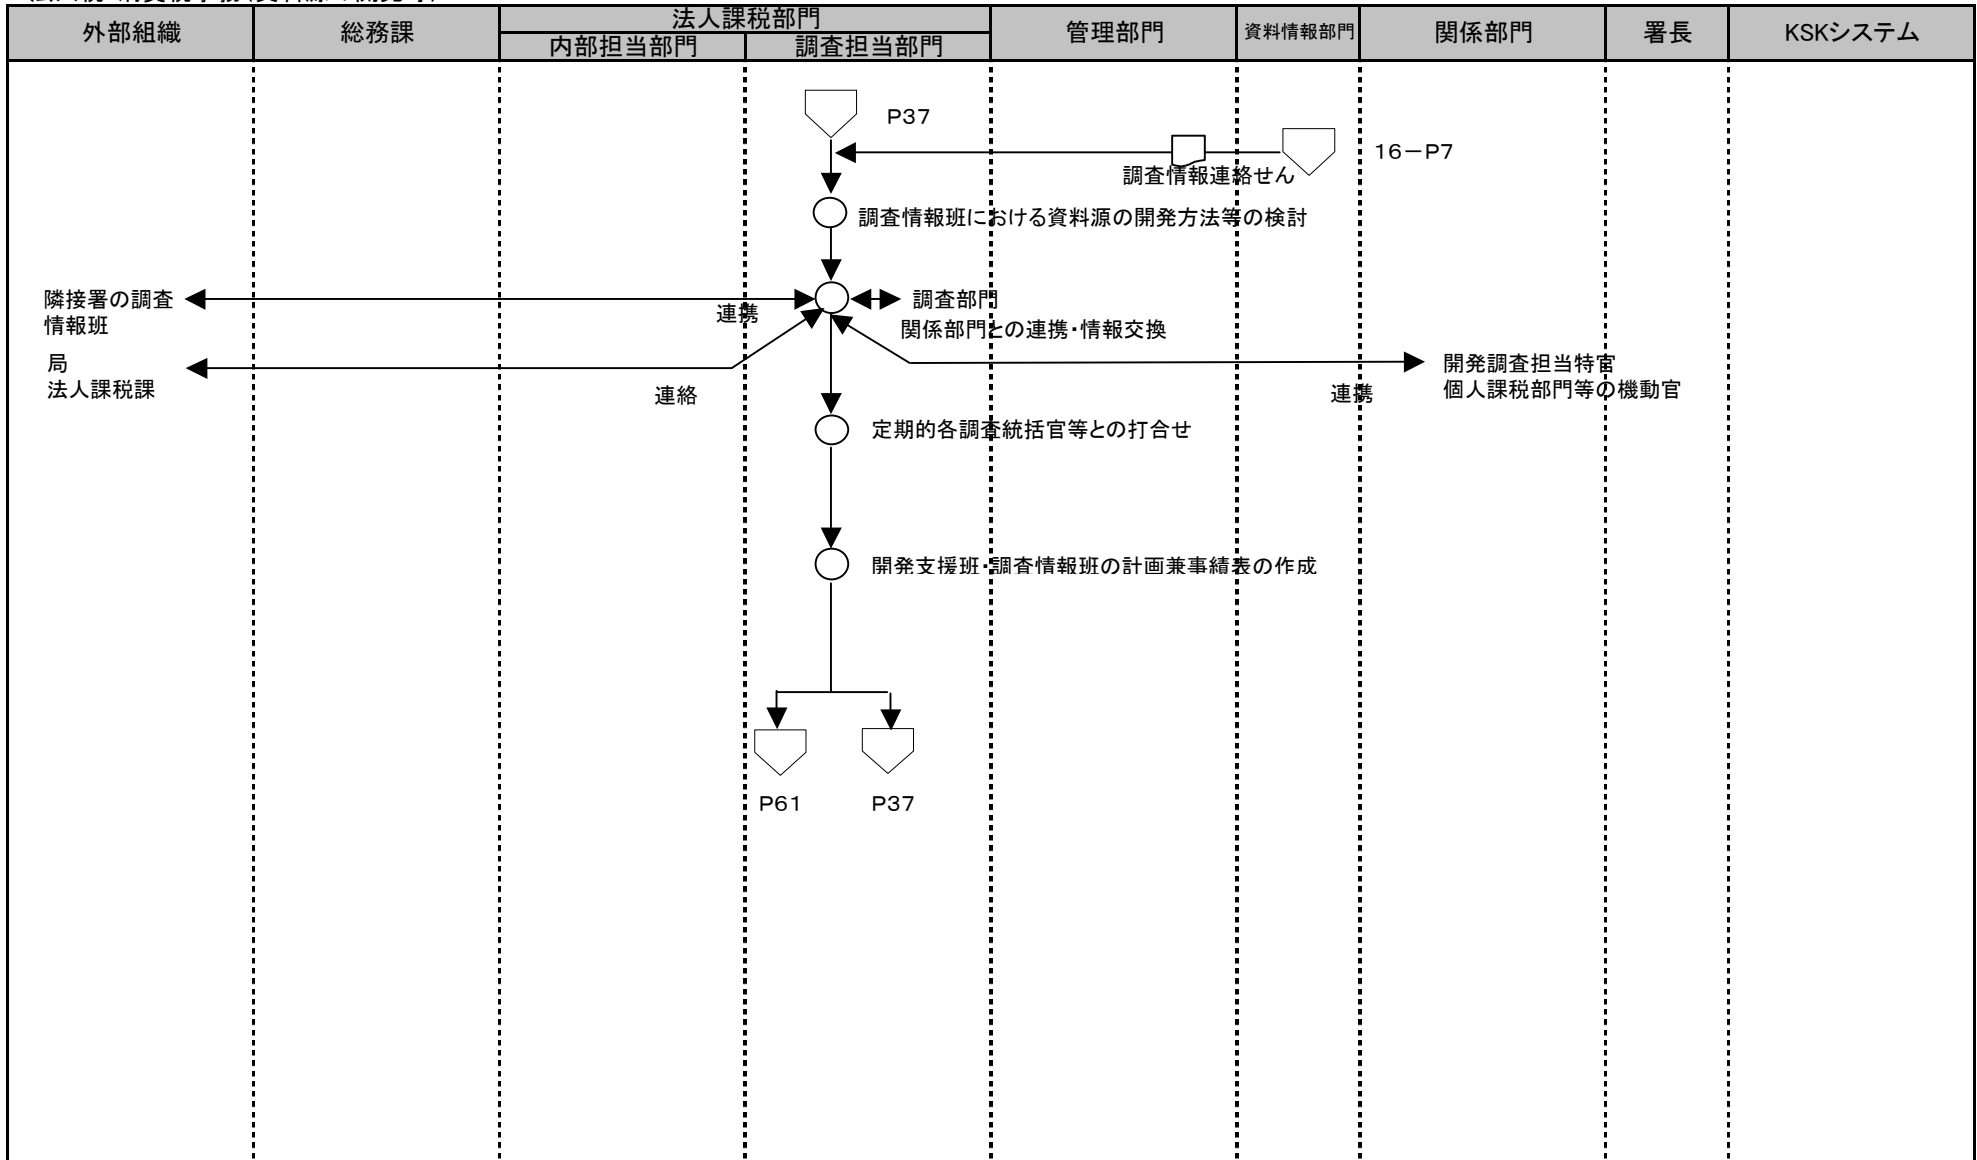 外部組織
総務課
法人課税部門
内部担当部門
調査担当部門
管理部門
資料情報部門
関係部門
署長
KSKシステム
P37
16－P7
調査情報連絡せん
調査情報班における資料源の開発方法等の検討
隣接署の調査
情報班
連携
調査部門
関係部門との連携・情報交換
局
法人課税課
連絡
連携
開発調査担当特官
個人課税部門等の機動官
定期的各調査統括官等との打合せ
開発支援班・調査情報班の計画兼事績表の作成
P61
P37